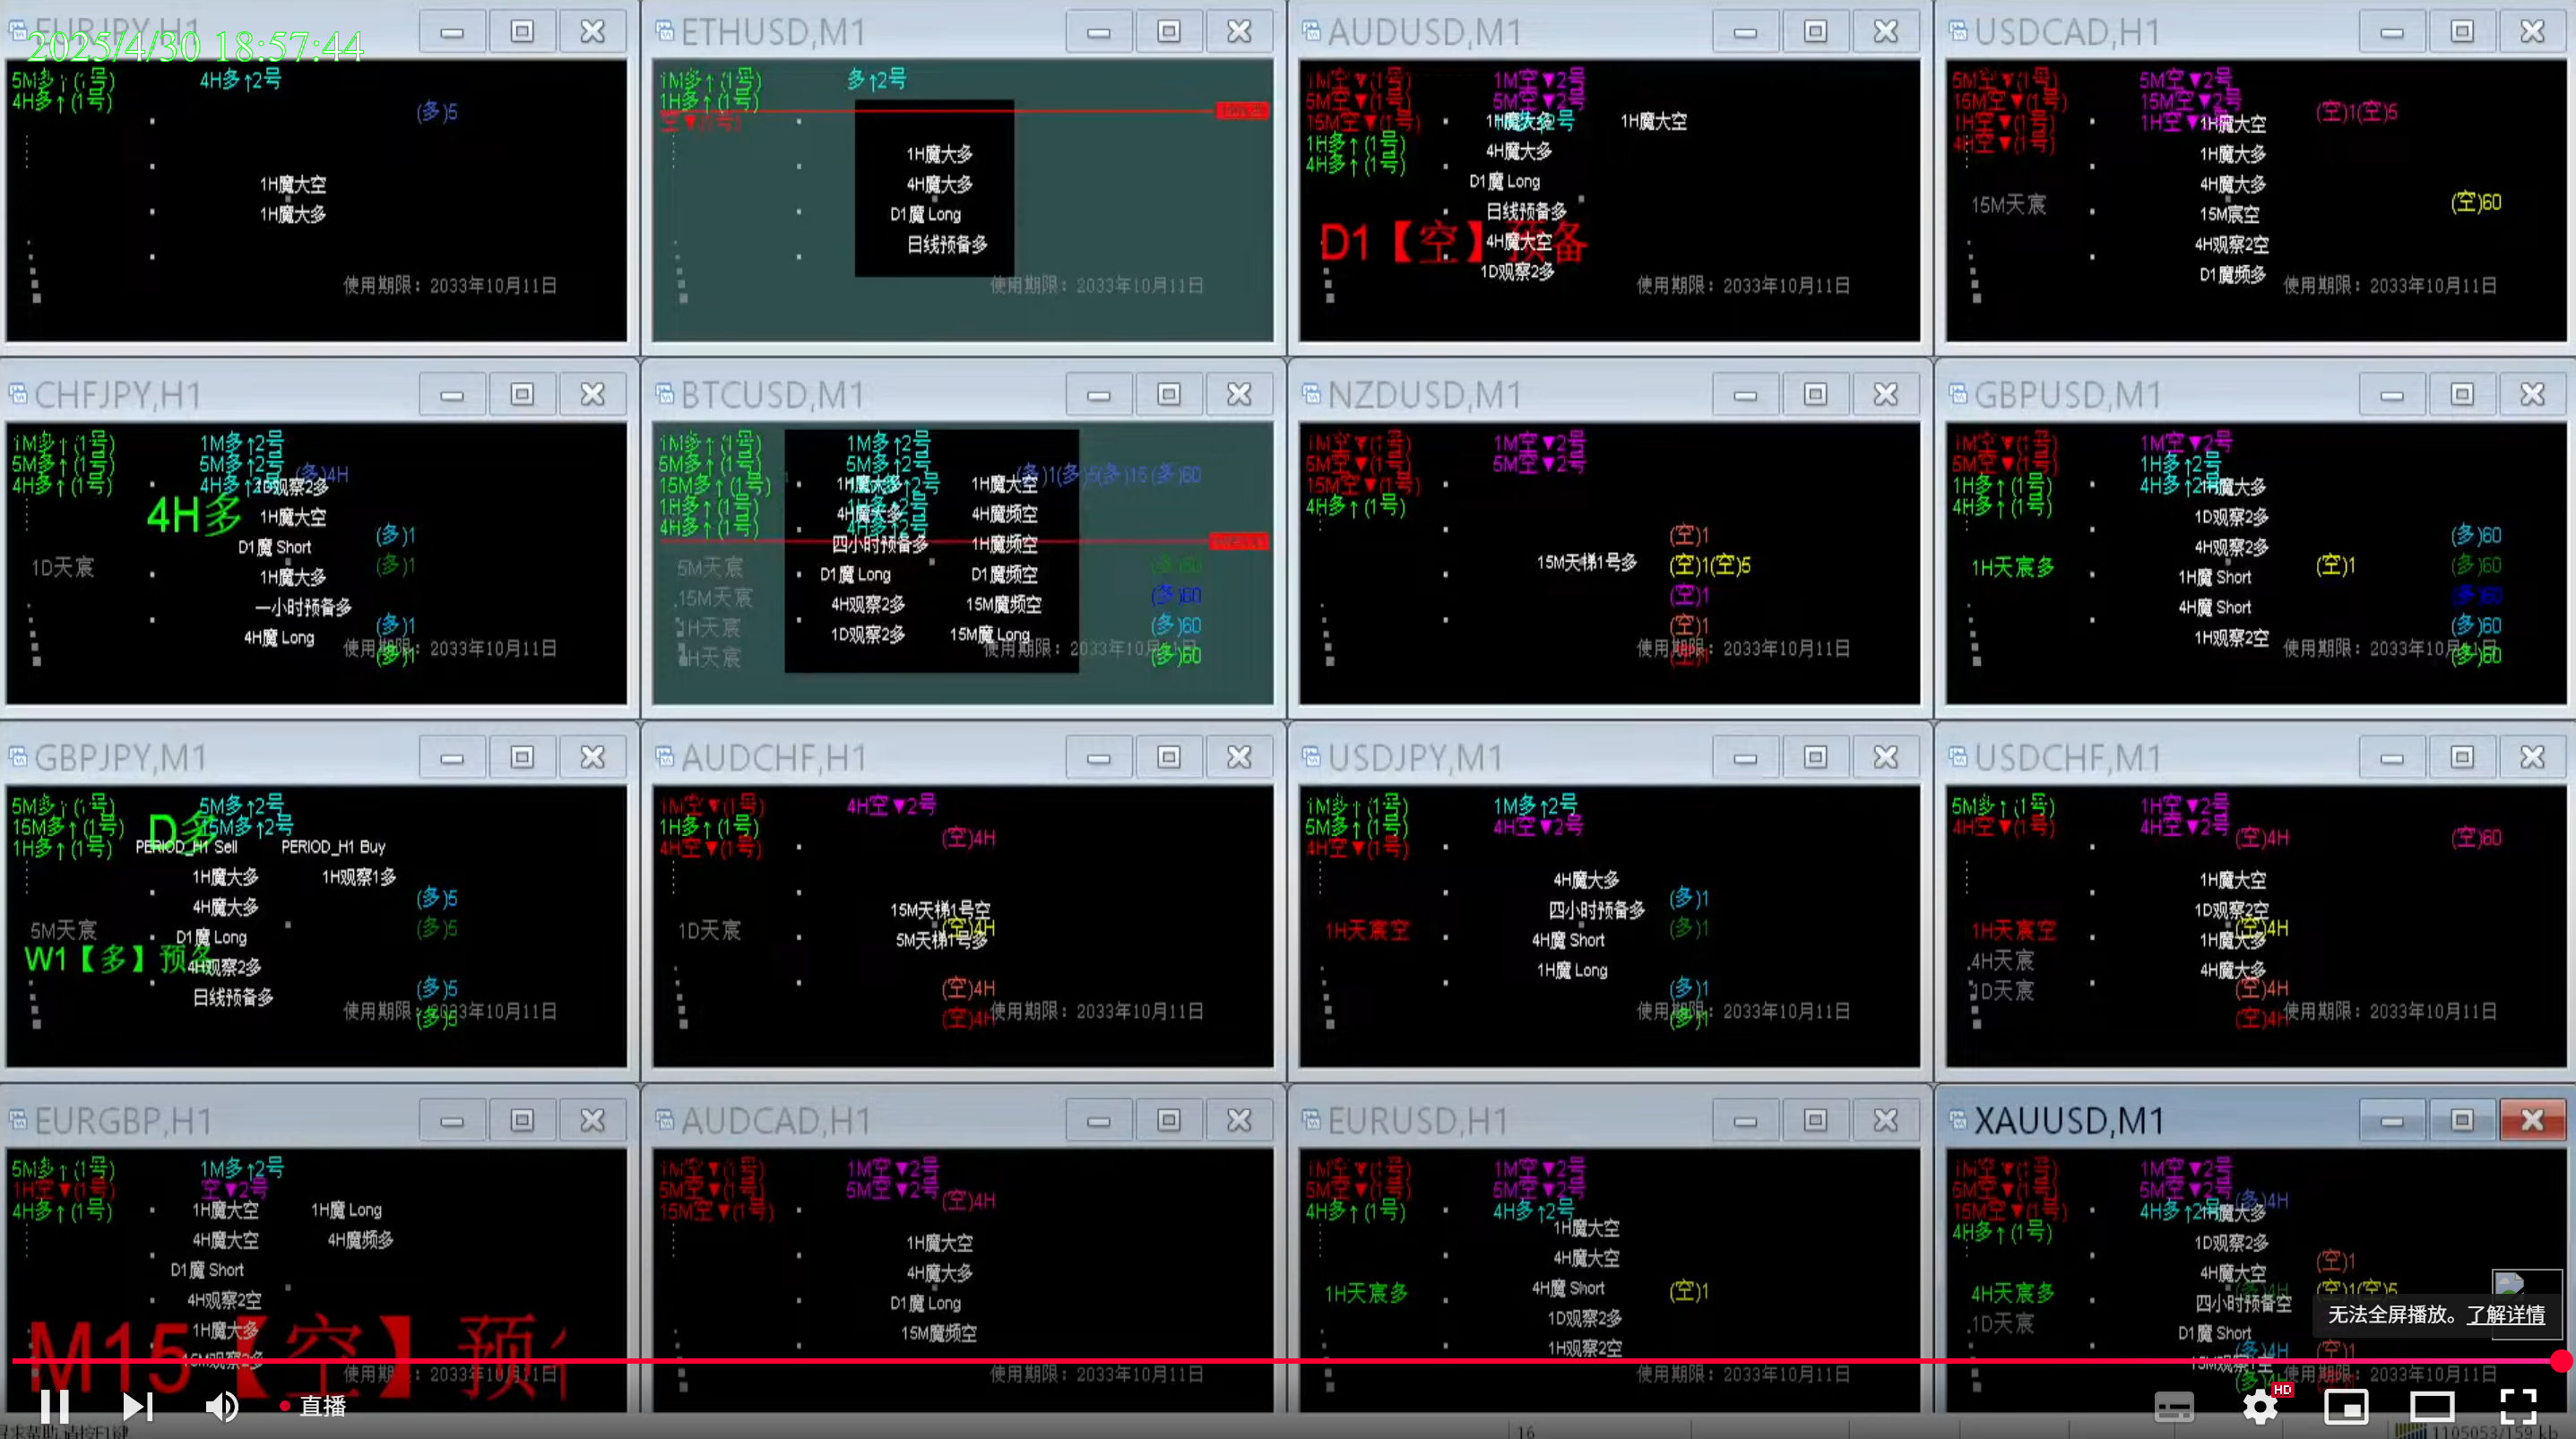 EURJPY,H1
2025/4/30 18:57:44
5M多↑(1号)
4H多↑(1号)
4H多↑2号
(多)5
1H魔大空
1H魔大多
使用期限：2033年10月11日
ETHUSD,M1
1M多↑(1号)
1H多↑(1号)
空▼(1号)
多↑2号
1H魔大多
4H魔大多
D1魔 Long
日线预备多
使用期限：2033年10月11日
AUDUSD,M1
1M空▼(1号)
5M空▼(1号)
15M空▼(1号)
1H多↑(1号)
4H多↑(1号)
1M空▼2号
5M空▼2号
1H魔大多
1H魔大空
4H魔大多
D1魔 Long
日线预备多
D1【空】预备
4H魔大空
1D观察2多
使用期限：2033年10月11日
USDCAD,H1
5M空▼(1号)
15M空▼(1号)
1H空▼(1号)
4H空▼(1号)
5M空▼2号
15M空▼2号
1H空▼2号
(空)1(空)5
1H魔大空
1H魔大多
4H魔大多
15M天宸
(空)60
15M宸空
4H观察2空
D1魔频多
使用期限：2033年10月11日
CHFJPY,H1
1M多↑(1号)
5M多↑(1号)
4H多↑(1号)
1M多↑2号
5M多↑2号
4H多↑2号
(多)4H
1D观察2多
4H多
1H魔大空
(多)1
D1魔 Short
(多)1
1D天宸
1H魔大多
一小时预备多
(多)1
4H魔 Long
(多)1
使用期限：2033年10月11日
BTCUSD,M1
1M多↑(1号)
5M多↑(1号)
15M多↑(1号)
1H多↑(1号)
4H多↑(1号)
1M多↑2号
5M多↑2号
(多)1(多)5(多)15(多)60
1H魔大多
1H魔大空
4H魔大多
4H魔频空
四小时预备多
1H魔频空
5M天宸
(多)60
D1魔 Long
D1魔频空
15M天宸
(多)60
4H观察2多
15M魔频空
1H天宸
(多)60
1D观察2多
15M魔 Long
(多)60
使用期限：2033年10月11日
NZDUSD,M1
1M空▼(1号)
5M空▼(1号)
15M空▼(1号)
4H多↑(1号)
1M空▼2号
5M空▼2号
(空)1
15M天梯1号多
(空)1(空)5
(空)1
(空)1
使用期限：2033年10月11日
GBPUSD,M1
1M空▼(1号)
5M空▼(1号)
1H多↑(1号)
4H多↑(1号)
1M空▼2号
1H多↑2号
4H多↑2号
1H魔大多
1D观察2多
(多)60
4H观察2多
1H天宸多
(空)1
(多)60
1H魔 Short
(多)60
4H魔 Short
(多)60
1H观察2空
(多)60
使用期限：2033年10月11日
GBPJPY,M1
5M多↑(1号)
15M多↑(1号)
1H多↑(1号)
5M多↑2号
15M多↑2号
D多
PERIOD_H1 Sell
PERIOD_H1 Buy
1H魔大多
1H观察1多
(多)5
4H魔大多
5M天宸
(多)5
D1魔 Long
W1【多】预备
4H观察2多
(多)5
日线预备多
(多)5
使用期限：2033年10月11日
AUDCHF,H1
1M空▼(1号)
1H多↑(1号)
4H空▼(1号)
4H空▼2号
(空)4H
15M天梯1号空
1D天宸
(空)4H
5M天梯1号多
(空)4H
(空)4H
使用期限：2033年10月11日
USDJPY,M1
1M多↑(1号)
5M多↑(1号)
4H空▼(1号)
1M多↑2号
4H空▼2号
4H魔大多
(多)1
四小时预备多
1H天宸空
(多)1
4H魔 Short
1H魔 Long
(多)1
(多)1
使用期限：2033年10月11日
USDCHF,M1
5M多↑(1号)
4H空▼(1号)
1H空▼2号
4H空▼2号
(空)4H
(空)60
1H魔大空
1D观察2空
1H天宸空
(空)4H
1H魔大多
4H天宸
4H魔大多
1D天宸
(空)4H
(空)4H
使用期限：2033年10月11日
EURGBP,H1
5M多↑(1号)
1H空▼(1号)
4H多↑(1号)
1M多↑2号
空▼2号
1H魔大空
1H魔 Long
4H魔大空
4H魔频多
D1魔 Short
4H观察2空
1H魔大多
M15【空】预
使用期限：2033年10月11日
AUDCAD,H1
1M空▼(1号)
5M空▼(1号)
15M空▼(1号)
1M空▼2号
5M空▼2号
(空)4H
1H魔大空
4H魔大多
D1魔 Long
15M魔频空
使用期限：2033年10月11日
EURUSD,H1
1M空▼(1号)
5M空▼(1号)
4H多↑(1号)
1M空▼2号
5M空▼2号
4H多↑2号
1H魔大空
4H魔大空
4H魔 Short
1H天宸多
(空)1
1D观察2多
1H观察2空
使用期限：2033年10月11日
XAUUSD,M1
1M空▼(1号)
5M空▼(1号)
15M空▼(1号)
4H多↑(1号)
1M空▼2号
5M空▼2号
4H多↑2号
(多)4H
1H魔大多
1D观察2多
(空)1
4H魔大空
4H天宸多
(空)1(空)5
四小时预备空
1D天宸
D1魔 Short
(多)4H
(空)1
使用期限：2033年10月11日
无法全屏播放。了解详情
直播
HD
16